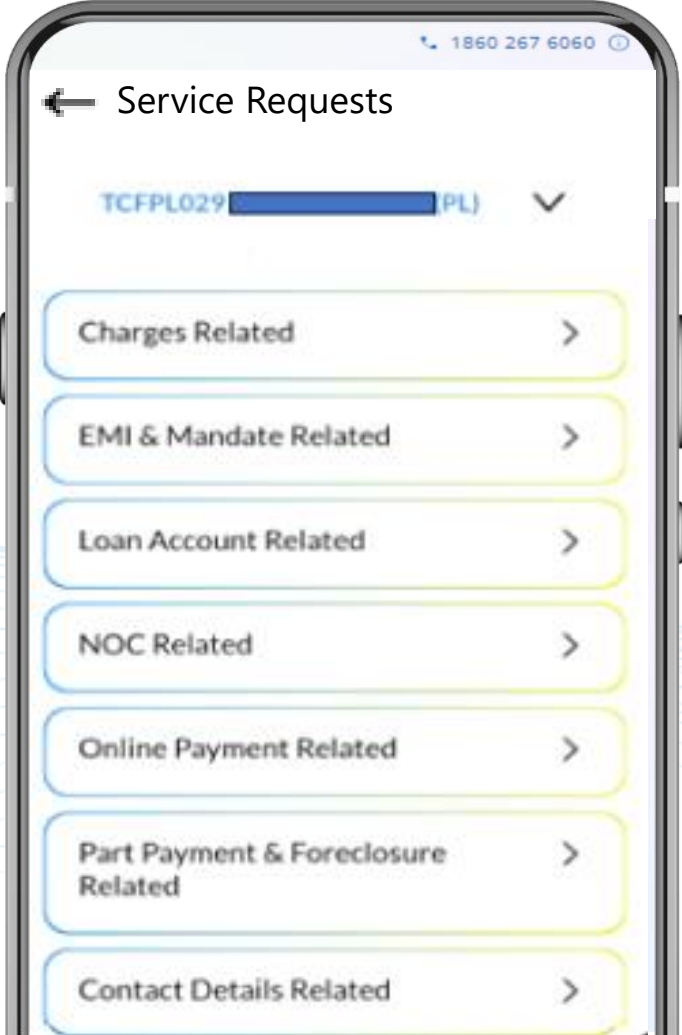 1860 267 6060
Service Requests
TCFPL029 (PL)
Charges Related
EMI & Mandate Related
Loan Account Related
NOC Related
Online Payment Related
Part Payment & Foreclosure
Related
Contact Details Related